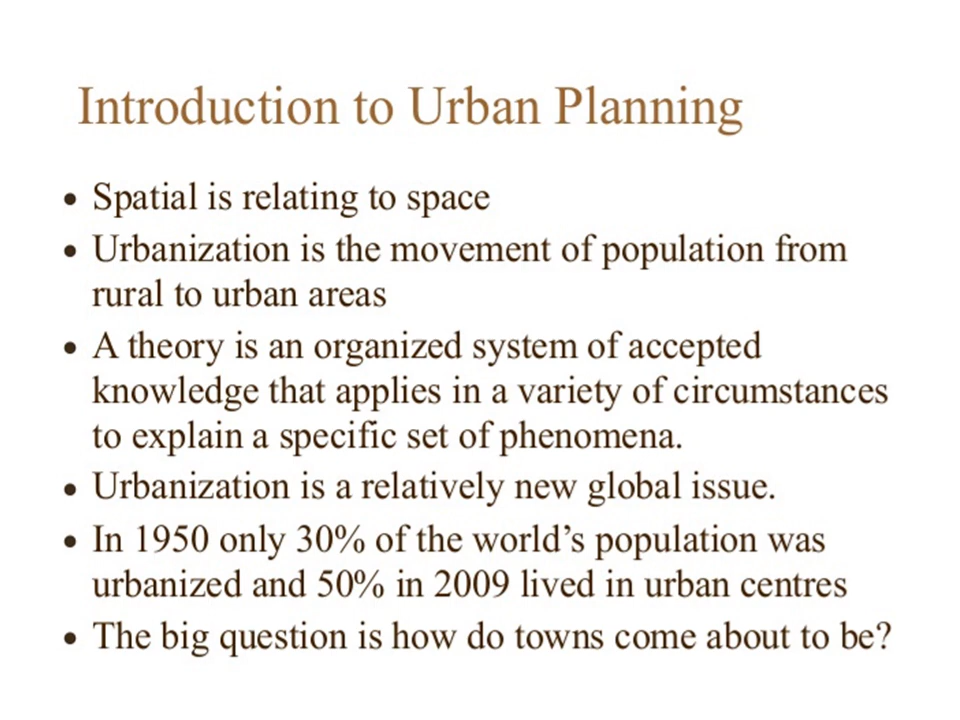 Introduction to Urban Planning
• Spatial is relating to space
• Urbanization is the movement of population from
rural to urban areas
• A theory is an organized system of accepted
knowledge that applies in a variety of circumstances
to explain a specific set of phenomena.
• Urbanization is a relatively new global issue.
• In 1950 only 30% of the world’s population was
urbanized and 50% in 2009 lived in urban centres
• The big question is how do towns come about to be?